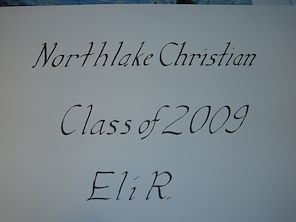 Northlake Christian
Class of 2009
Eli R.